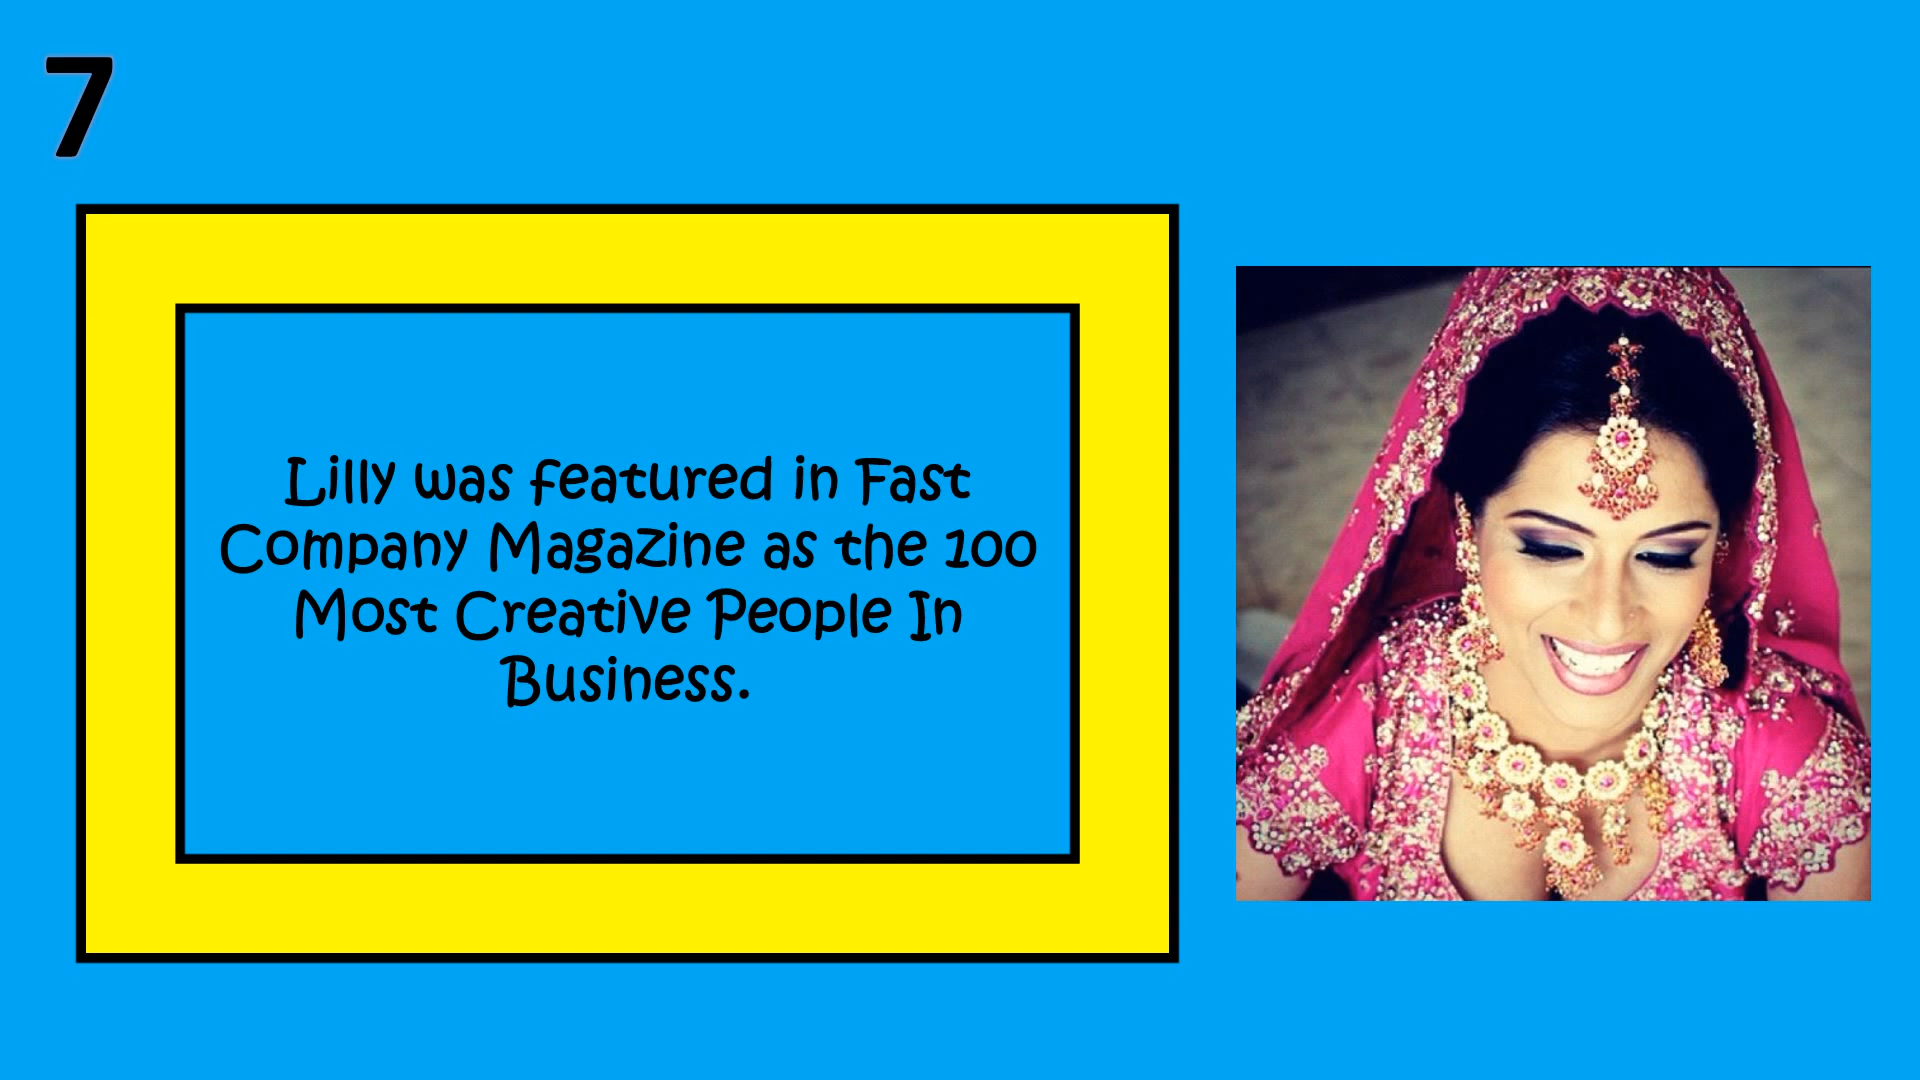 7
Lilly was featured in Fast
Company Magazine as the 100
Most Creative People In
Business.